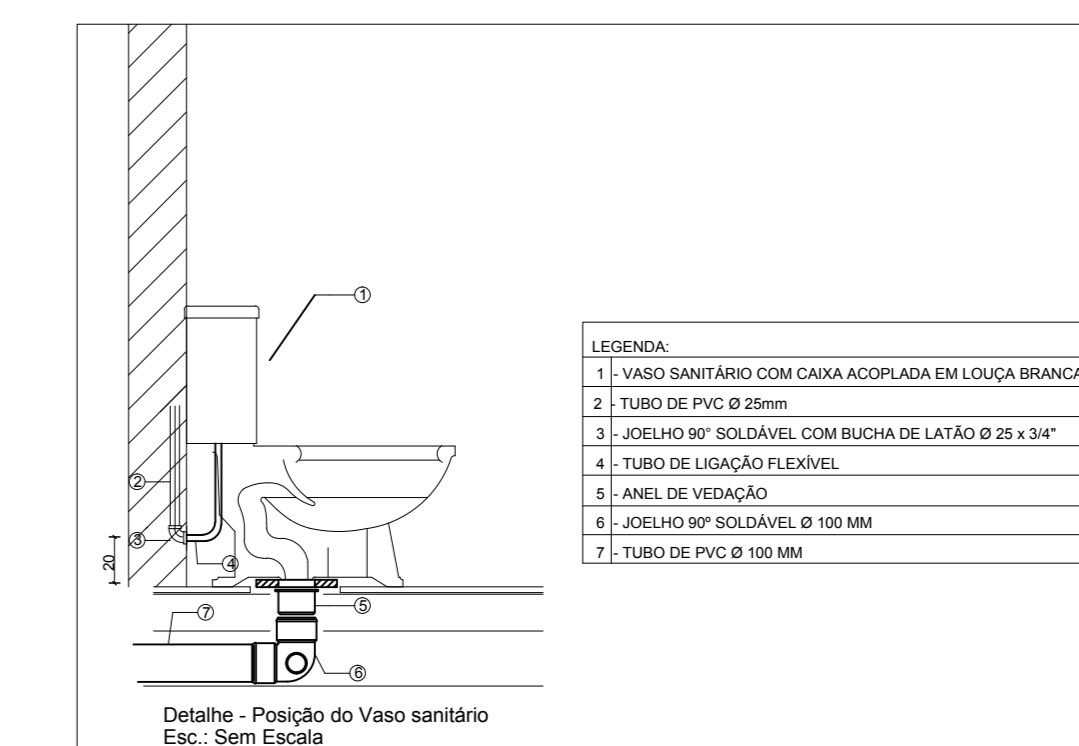 1
2
3
4
20
5
7
6
LEGENDA:
1 - VASO SANITÁRIO COM CAIXA ACOPLADA EM LOUÇA BRANCA
2 - TUBO DE PVC Ø 25mm
3 - JOELHO 90° SOLDÁVEL COM BUCHA DE LATÃO Ø 25 x 3/4"
4 - TUBO DE LIGAÇÃO FLEXÍVEL
5 - ANEL DE VEDAÇÃO
6 - JOELHO 90º SOLDÁVEL Ø 100 MM
7 - TUBO DE PVC Ø 100 MM
Detalhe - Posição do Vaso sanitário
Esc.: Sem Escala